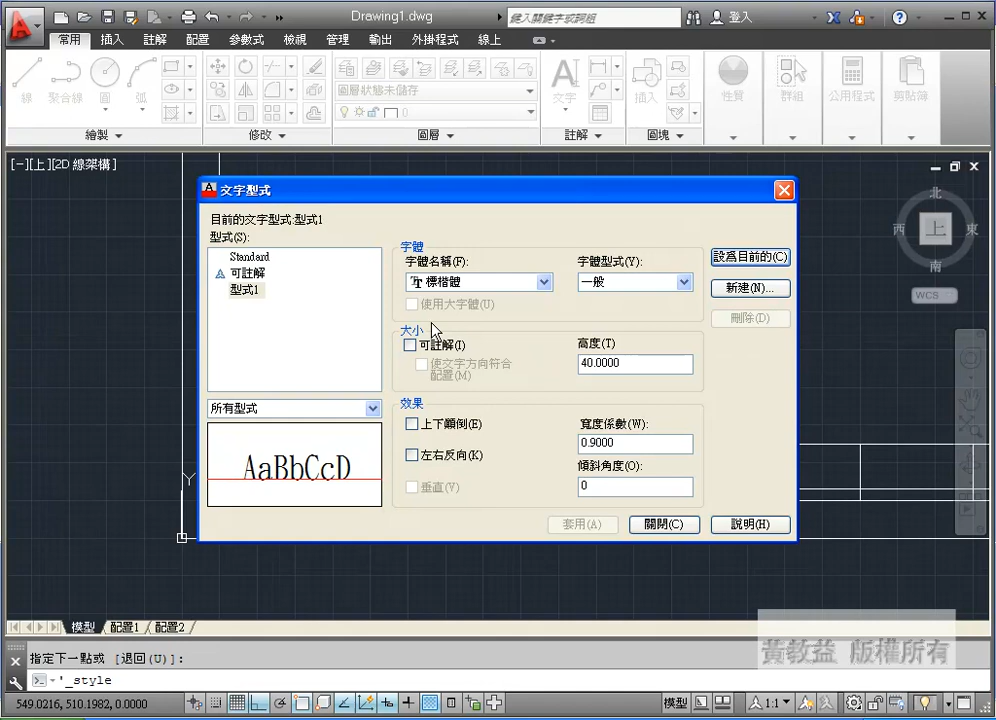 Drawing1.dwg
鍵入關鍵字或詞組
登入
常用 插入 註解 配置 參數式 檢視 管理 輸出 外掛程式 線上
線 聚合線 圓 弧
圖層狀態未儲存
0
文字 插入 性質 群組 公用程式 剪貼簿
繪製 修改 圖層 註解 圖塊
[−][上][2D 線架構]
北
西 上 東
南
WCS
Y
文字型式
目前的文字型式:型式1
型式(S):
Standard
可註解
型式1
所有型式
AaBbCcD
字體
字體名稱(F):
標楷體
字體型式(Y):
一般
使用大字體(U)
大小
可註解(I)
使文字方向符合
配置(M)
高度(T)
40.0000
效果
上下顛倒(E)
左右反向(K)
垂直(V)
寬度係數(W):
0.9000
傾斜角度(O):
0
設為目前的(C)
新建(N)...
刪除(D)
套用(A) 關閉(C) 說明(H)
模型 配置1 配置2
黃教益 版權所有
指定下一點或 [退回(U)]:
'_style
549.0216, 510.1982, 0.0000
模型
1:1